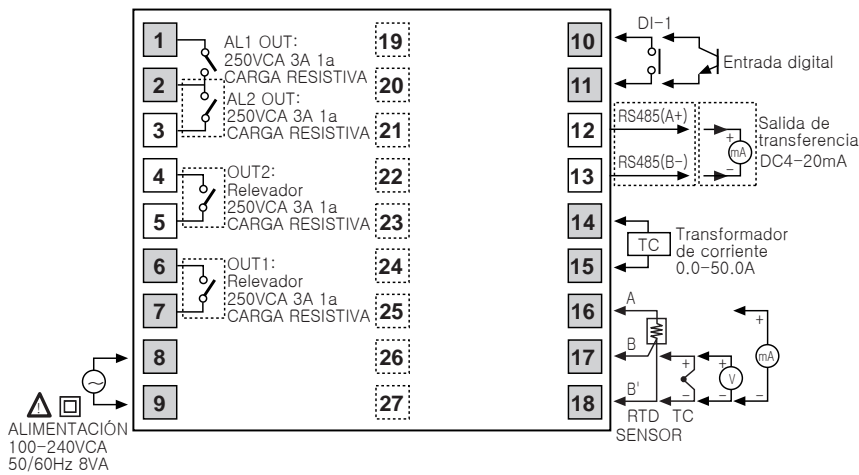 1
AL1 OUT:
250VCA 3A 1a
CARGA RESISTIVA
2
AL2 OUT:
250VCA 3A 1a
CARGA RESISTIVA
3
4
OUT2:
Relevador
250VCA 3A 1a
CARGA RESISTIVA
5
6
OUT1:
Relevador
250VCA 3A 1a
CARGA RESISTIVA
7
8
9
ALIMENTACIÓN
100-240VCA
50/60Hz 8VA
19
20
21
22
23
24
25
26
27
10
11
DI-1
Entrada digital
12
RS485(A+)
13
RS485(B-)
+
mA
-
Salida de
transferencia
DC4-20mA
14
15
TC
Transformador
de corriente
0.0-50.0A
16
17
18
A
B
B'
+
-
+
V
-
+
mA
-
RTD TC
SENSOR